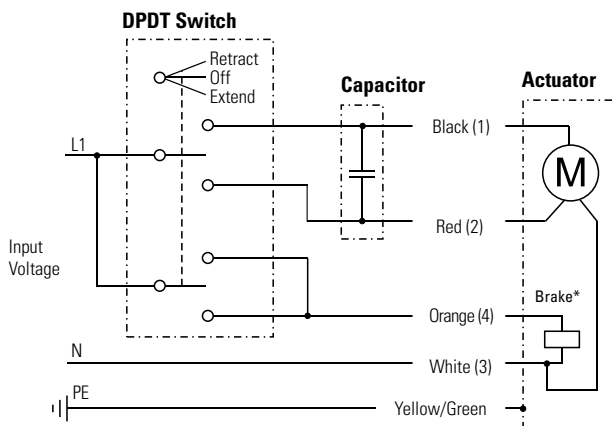 DPDT Switch
Retract
Off
Extend
Capacitor
Actuator
Black (1)
L1
M
Red (2)
Input
Voltage
Brake*
Orange (4)
N
White (3)
PE
Yellow/Green